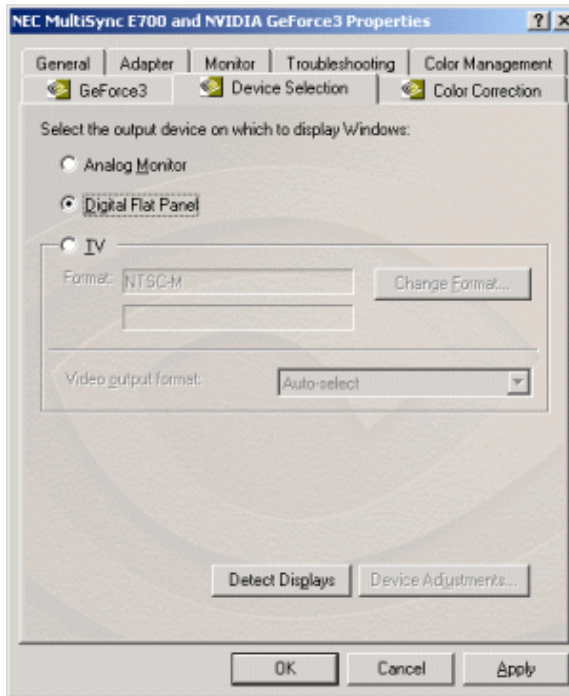 NEC MultiSync E700 and NVIDIA GeForce3 Properties
General Adapter Monitor Troubleshooting Color Management
GeForce3 Device Selection Color Correction
Select the output device on which to display Windows:
Analog Monitor
Digital Flat Panel
TV
Format: NTSC-M Change Format...
Video output format: Auto-select
Detect Displays Device Adjustments...
OK Cancel Apply